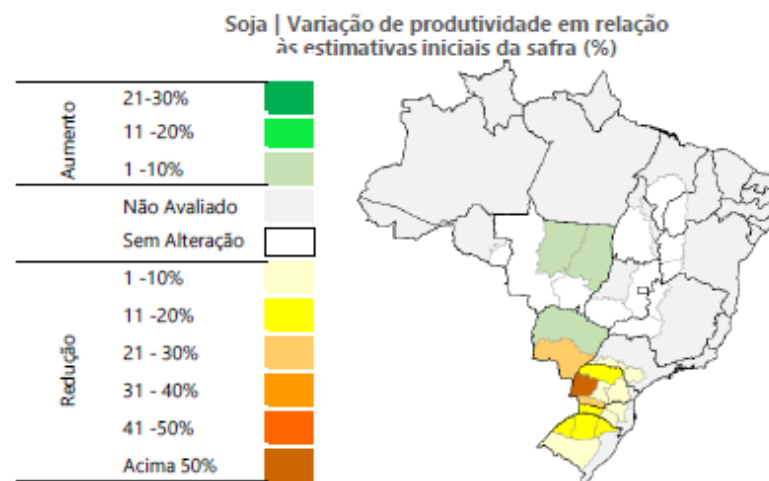 Soja | Variação de produtividade em relação
às estimativas iniciais da safra (%)
Aumento
21-30%
11 -20%
1 -10%
Não Avaliado
Sem Alteração
Redução
1 -10%
11 -20%
21 - 30%
31 - 40%
41 -50%
Acima 50%